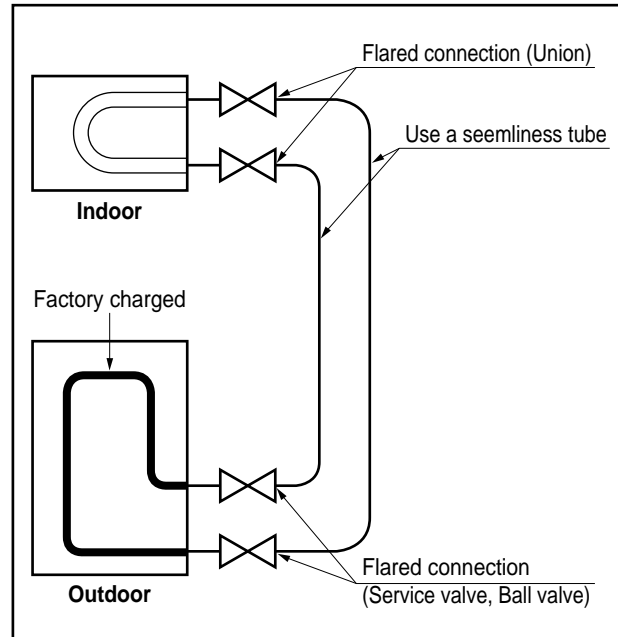 Flared connection (Union)
Use a seemliness tube
Indoor
Factory charged
Flared connection
(Service valve, Ball valve)
Outdoor